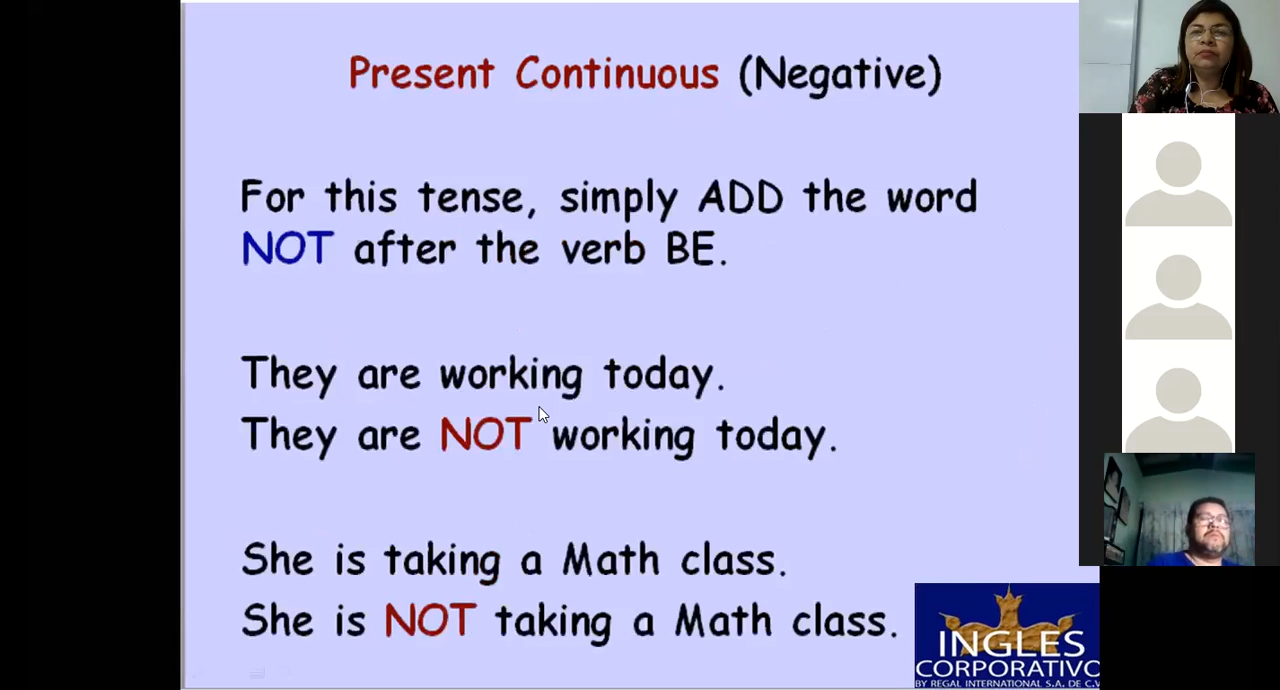 Present Continuous (Negative)
For this tense, simply ADD the word
NOT after the verb BE.
They are working today.
They are NOT working today.
She is taking a Math class.
She is NOT taking a Math class.
INGLES
CORPORATIVO
BY REGAL INTERNATIONAL S.A. DE C.V